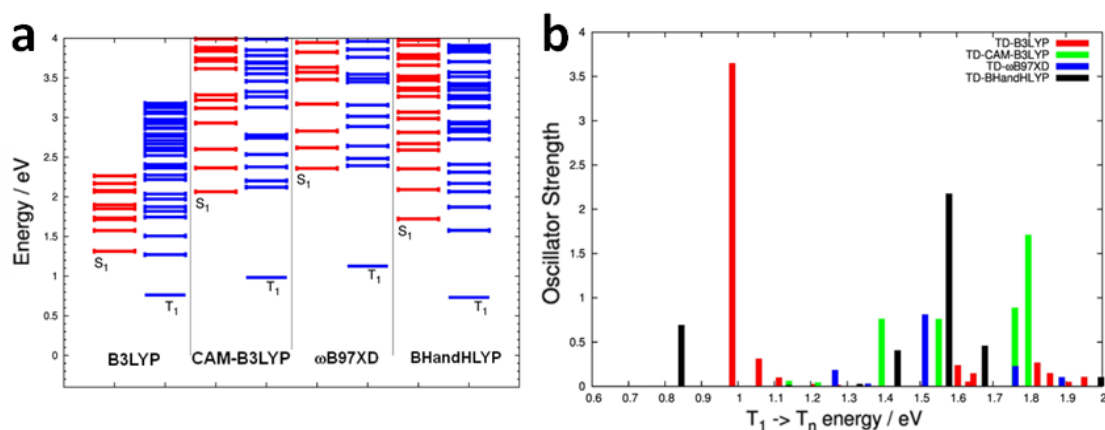 a
Energy / eV
4
3.5
3
2.5
2
1.5
1
0.5
0
S1
T1
S1
T1
S1
T1
S1
T1
B3LYP
CAM-B3LYP
ωB97XD
BHandHLYP
b
TD-B3LYP
TD-CAM-B3LYP
TD-ωB97XD
TD-BHandHLYP
Oscillator Strength
4
3.5
3
2.5
2
1.5
1
0.5
0
0.6 0.7 0.8 0.9 1 1.1 1.2 1.3 1.4 1.5 1.6 1.7 1.8 1.9 2
T1 -> Tn energy / eV